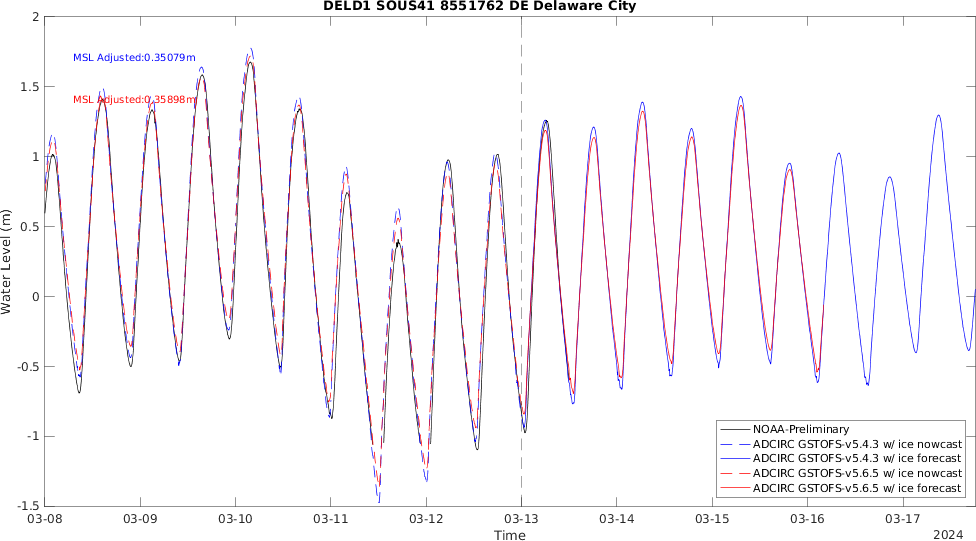 DELD1 SOUS41 8551762 DE Delaware City
MSL Adjusted:0.35079m
MSL Adjusted:0.35898m
Water Level (m)
2
1.5
1
0.5
0
-0.5
-1
-1.5
NOAA-Preliminary
ADCIRC GSTOFS-v5.4.3 w/ ice nowcast
ADCIRC GSTOFS-v5.4.3 w/ ice forecast
ADCIRC GSTOFS-v5.6.5 w/ ice nowcast
ADCIRC GSTOFS-v5.6.5 w/ ice forecast
03-08 03-09 03-10 03-11 03-12 03-13 03-14 03-15 03-16 03-17
Time
2024